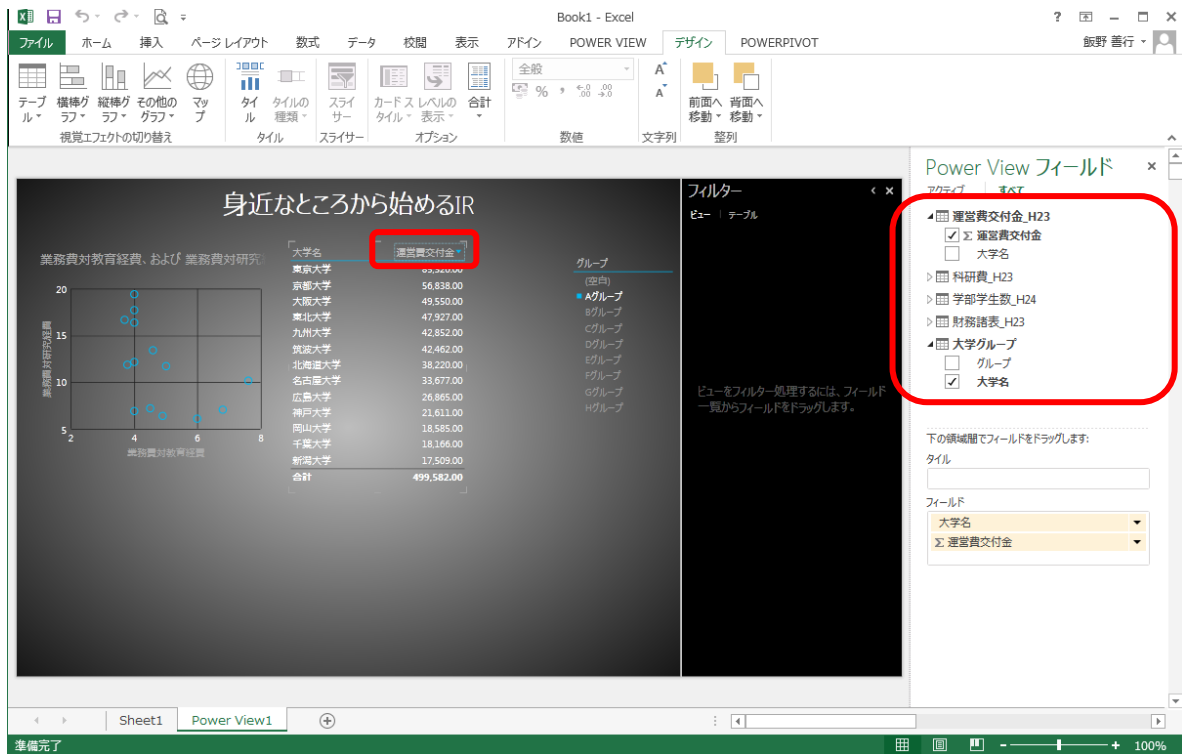 Book1 - Excel
ファイル ホーム 挿入 ページ レイアウト 数式 データ 校閲 表示 アドイン POWER VIEW デザイン POWERPIVOT 飯野 善行
テーブル 横棒グラフ 縦棒グラフ その他のグラフ マップ タイル タイルの種類 スライサー カード スタイル レベルの表示 合計 全般 % 前面へ移動 背面へ移動
視覚エフェクトの切り替え タイル スライサー オプション 数値 文字列 整列
身近なところから始めるIR
業務費対教育経費、および 業務費対研究
20
15
10
5
2 4 6 8
業務費対研究経費
業務費対教育経費
大学名 運営費交付金
東京大学
京都大学 56,838.00
大阪大学 49,550.00
東北大学 47,927.00
九州大学 42,852.00
筑波大学 42,462.00
北海道大学 38,220.00
名古屋大学 33,677.00
広島大学 26,865.00
神戸大学 21,611.00
岡山大学 18,585.00
千葉大学 18,166.00
新潟大学 17,509.00
合計 499,582.00
グループ
(空白)
Aグループ
Bグループ
Cグループ
Dグループ
Eグループ
Fグループ
Gグループ
Hグループ
フィルター
ビュー | テーブル
ビューをフィルター処理するには、フィールド
一覧からフィールドをドラッグします。
Power View フィールド
アクティブ すべて
運営費交付金_H23
Σ 運営費交付金
大学名
科研費_H23
学部学生数_H24
財務諸表_H23
大学グループ
グループ
大学名
下の領域間でフィールドをドラッグします:
タイル
フィールド
大学名
Σ 運営費交付金
Sheet1 Power View1
準備完了 100%